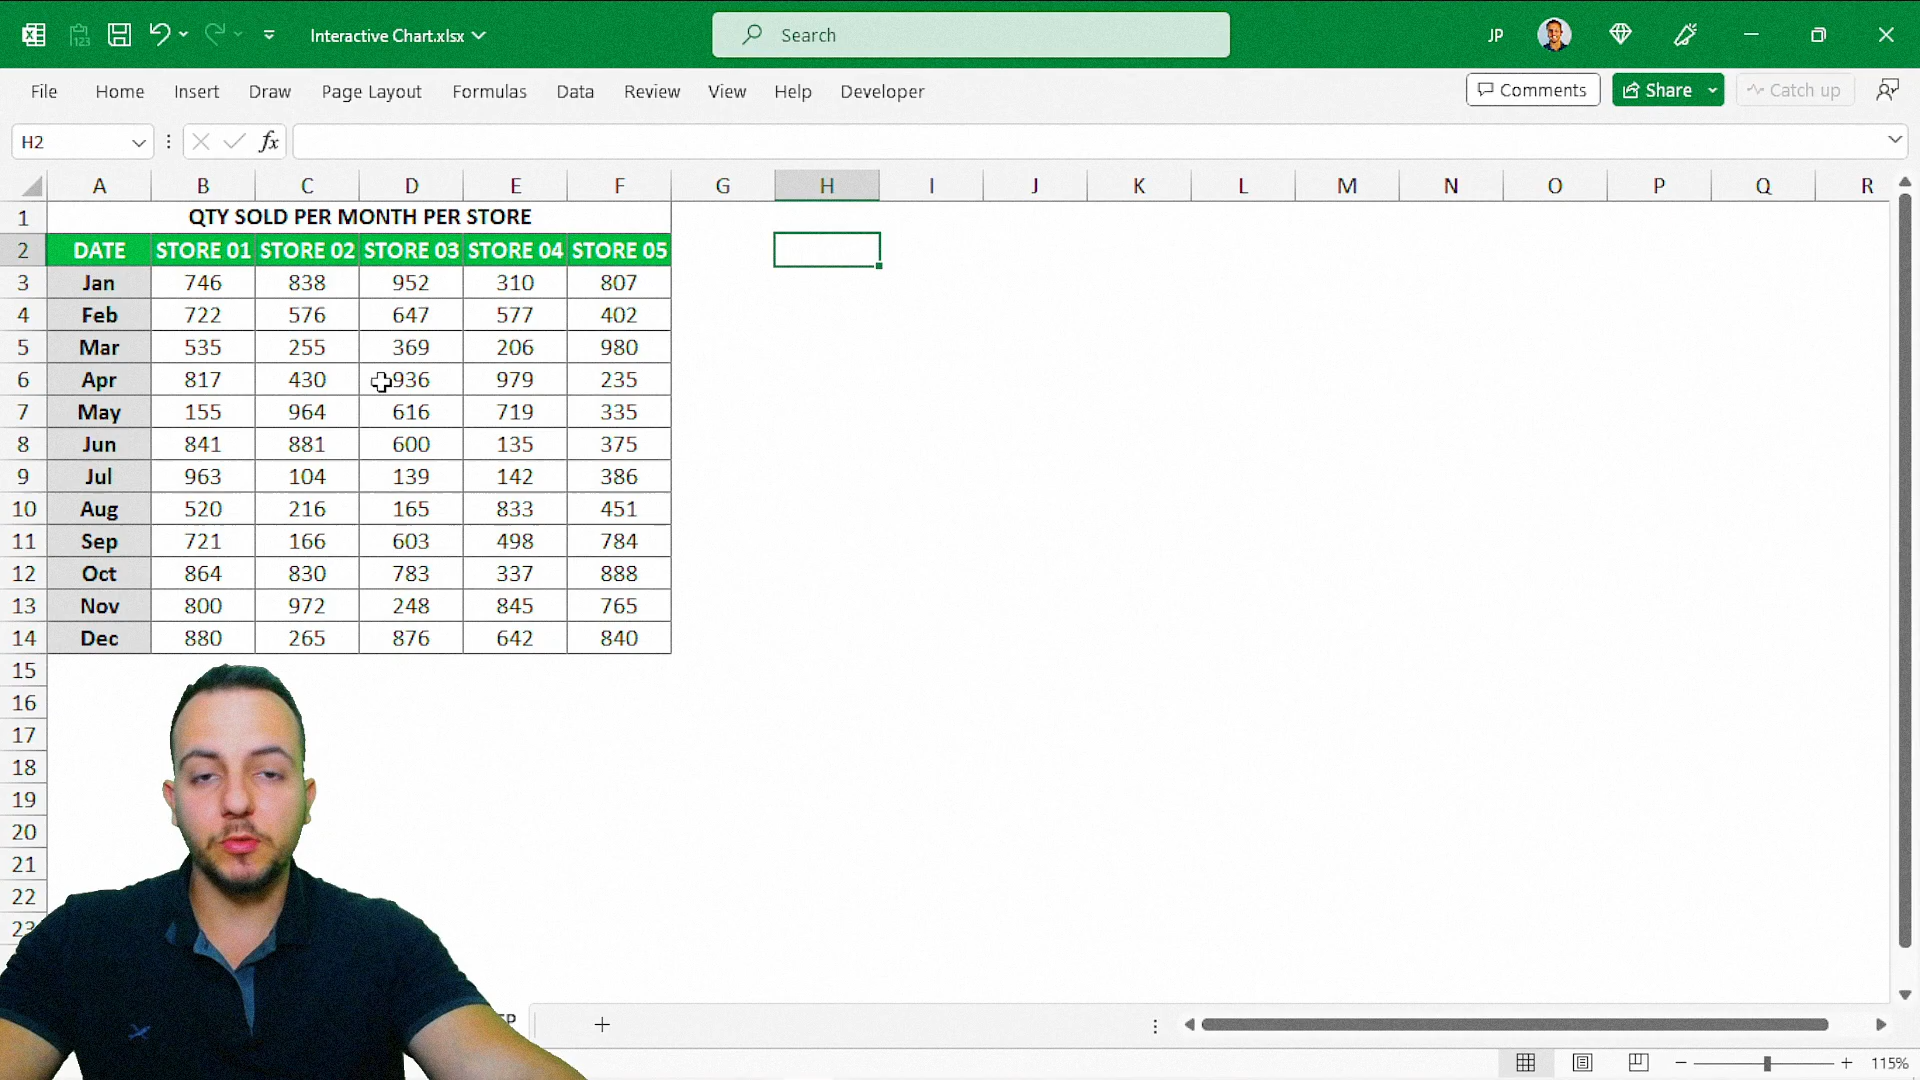 Interactive Chart.xlsx
Search
JP
File Home Insert Draw Page Layout Formulas Data Review View Help Developer
Comments Share Catch up
H2 fx
A B C D E F G H I J K L M N O P Q R
1 QTY SOLD PER MONTH PER STORE
2 DATE STORE 01 STORE 02 STORE 03 STORE 04 STORE 05
3 Jan 746 838 952 310 807
4 Feb 722 576 647 577 402
5 Mar 535 255 369 206 980
6 Apr 817 430 936 979 235
7 May 155 964 616 719 335
8 Jun 841 881 600 135 375
9 Jul 963 104 139 142 386
10 Aug 520 216 165 833 451
11 Sep 721 166 603 498 784
12 Oct 864 830 783 337 888
13 Nov 800 972 248 845 765
14 Dec 880 265 876 642 840
15
16
17
18
19
20
21
22
23
115%